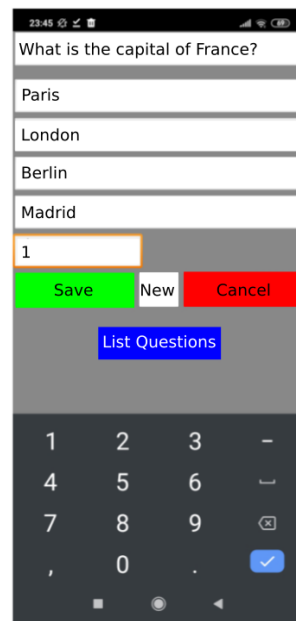 23:45
What is the capital of France?
Paris
London
Berlin
Madrid
1
Save New Cancel
List Questions
1 2 3 -
4 5 6
7 8 9
, 0 .